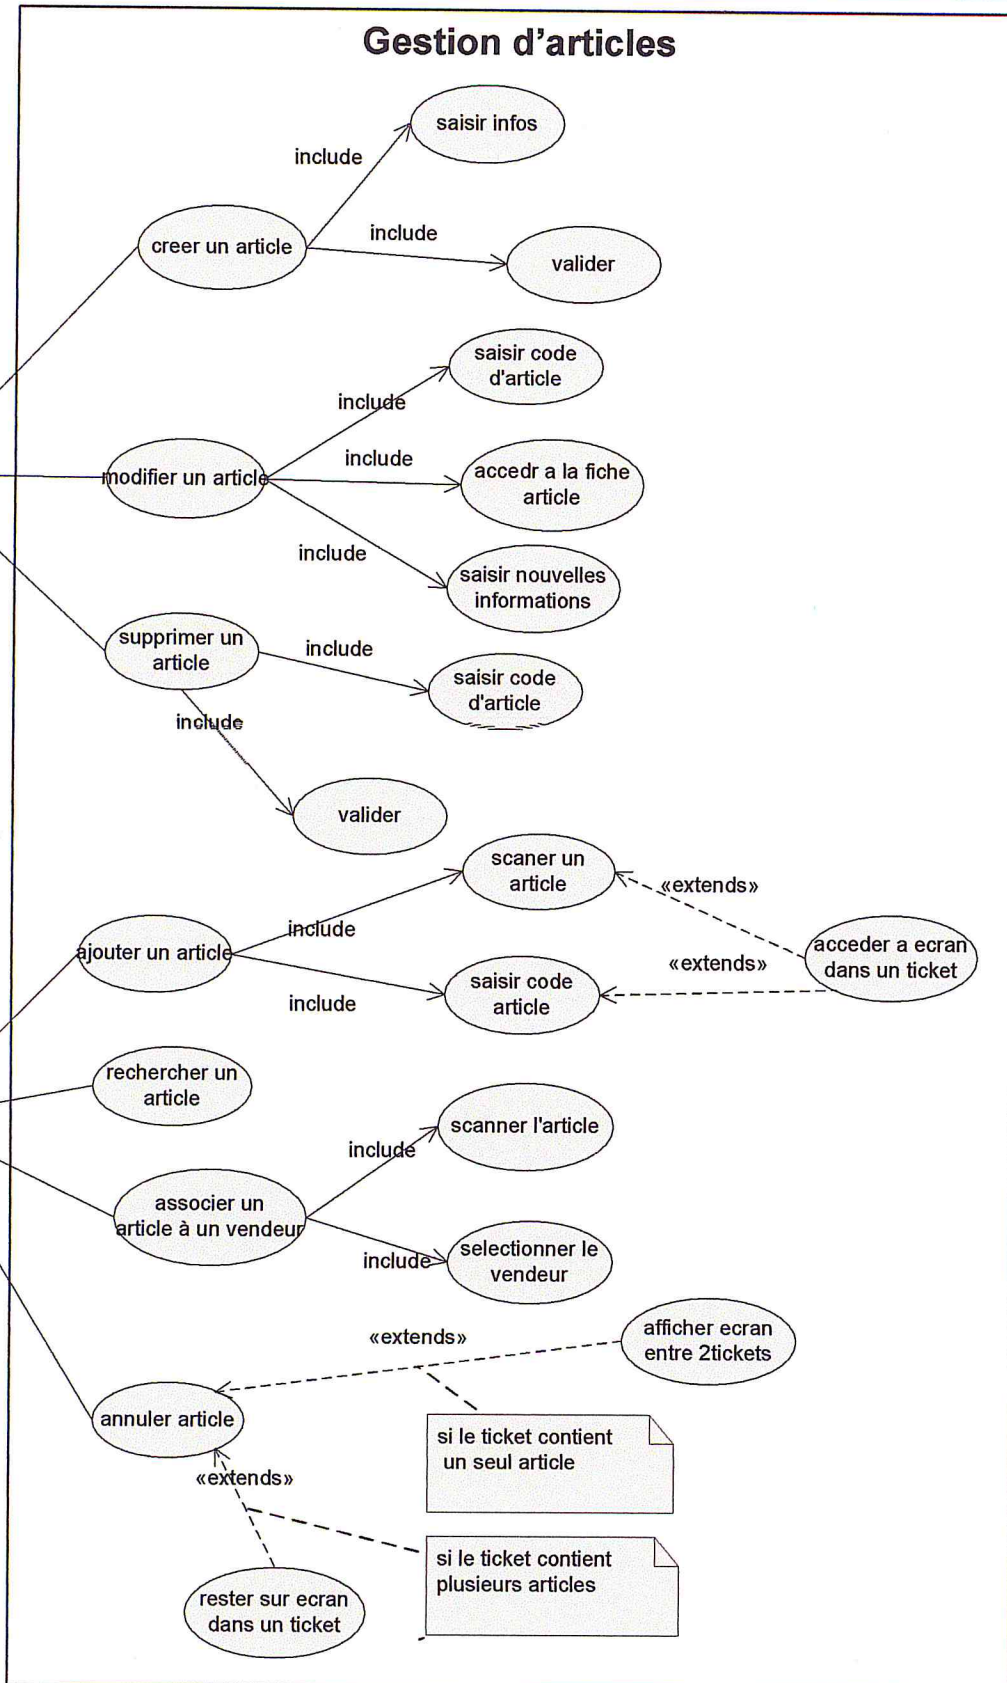 Gestion d'articles
saisir infos
include
creer un article
include
valider
saisir code
d'article
include
modifier un article
include
accedr a la fiche
article
include
saisir nouvelles
informations
supprimer un
article
include
saisir code
d'article
include
valider
scaner un
article
«extends»
ajouter un article
include
acceder a ecran
dans un ticket
«extends»
saisir code
article
include
rechercher un
article
scanner l'article
include
associer un
article à un vendeur
include
selectionner le
vendeur
«extends»
afficher ecran
entre 2tickets
annuler article
si le ticket contient
un seul article
«extends»
si le ticket contient
plusieurs articles
rester sur ecran
dans un ticket